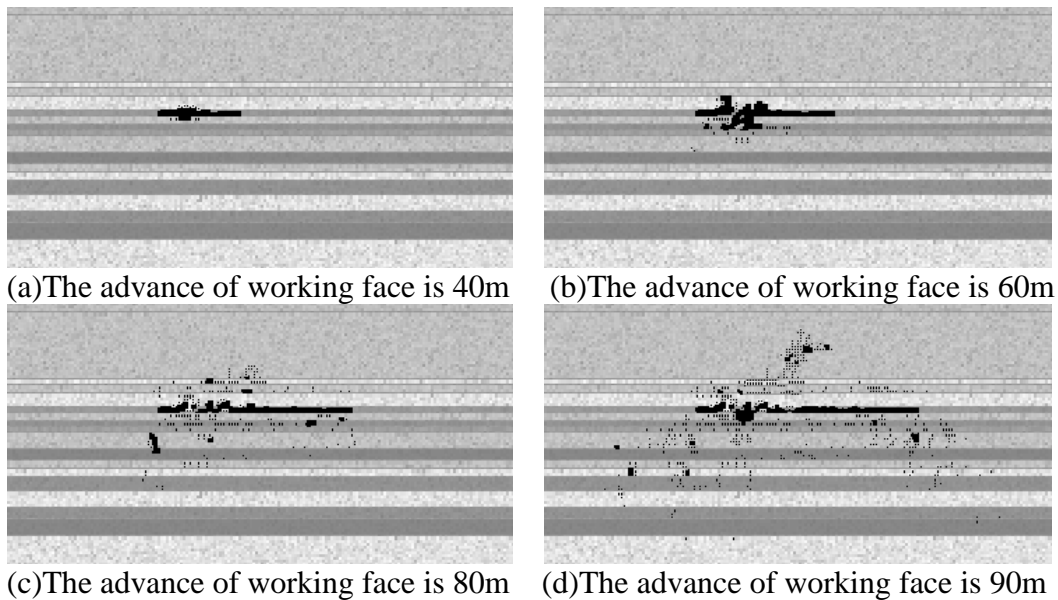 (a)The advance of working face is 40m
(b)The advance of working face is 60m
(c)The advance of working face is 80m
(d)The advance of working face is 90m